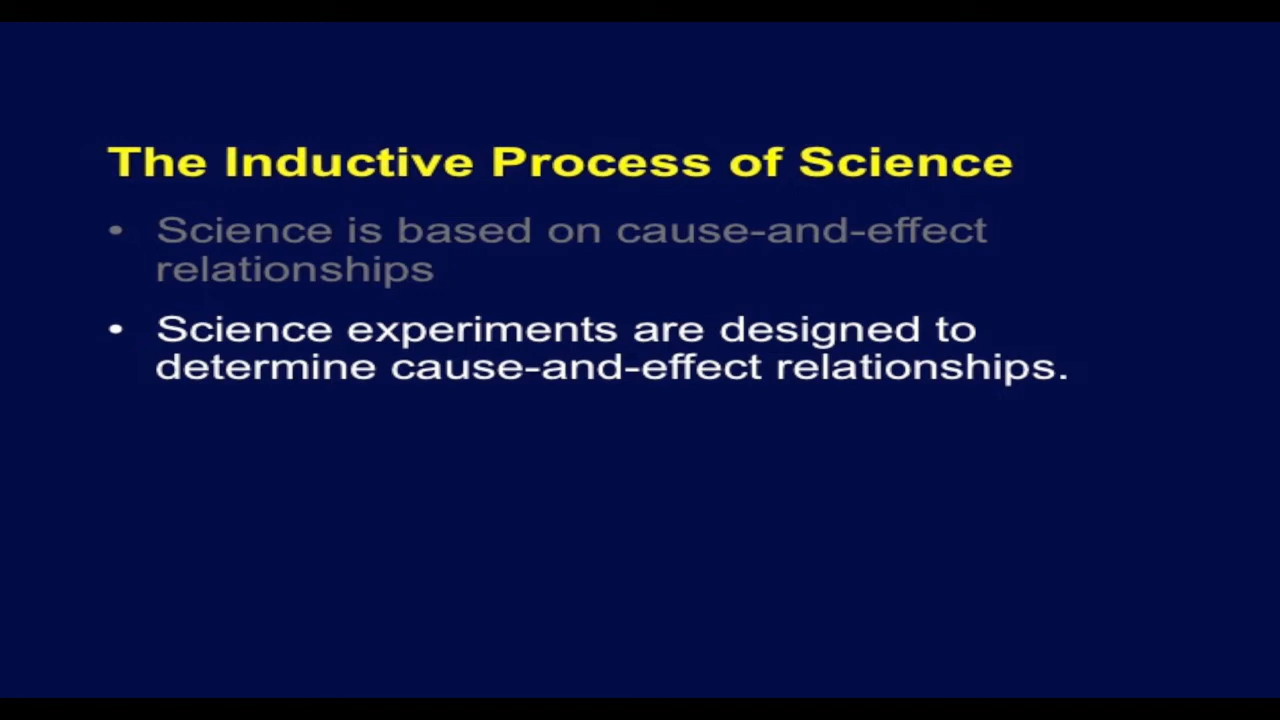 The Inductive Process of Science
• Science is based on cause-and-effect
relationships
• Science experiments are designed to
determine cause-and-effect relationships.